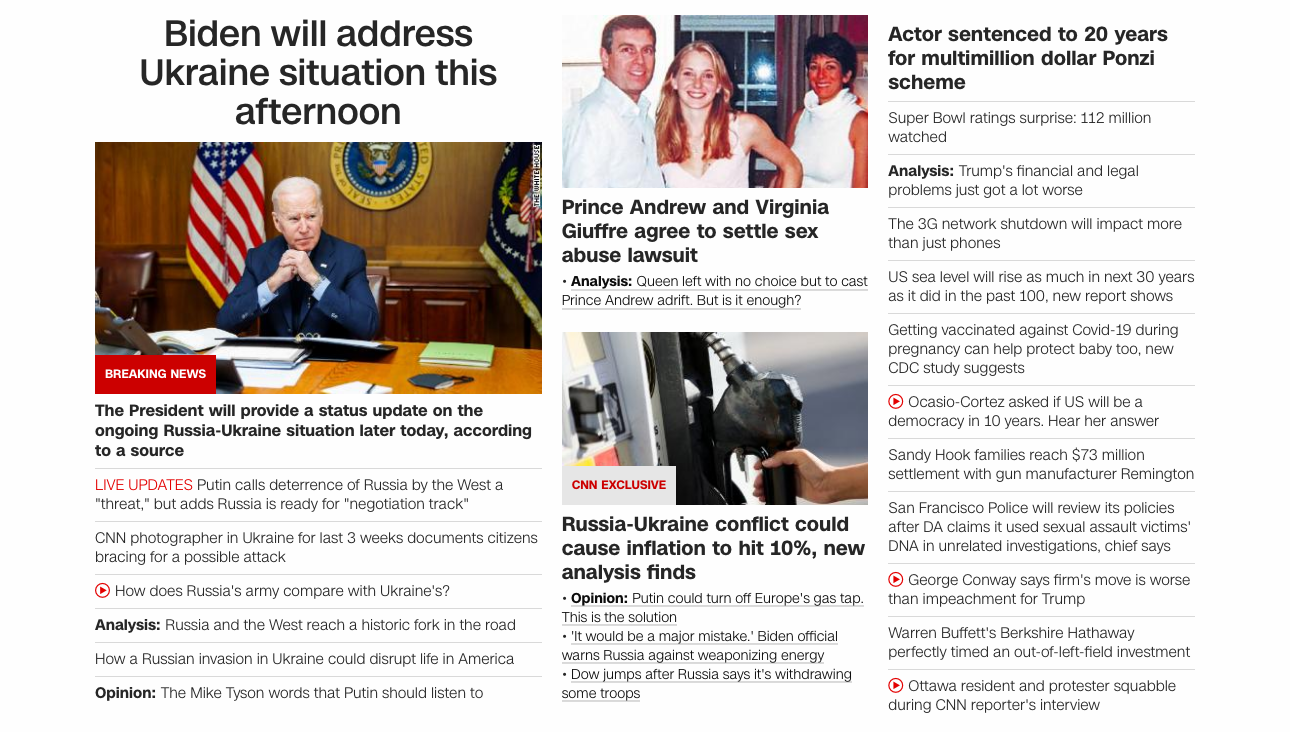 Biden will address
Ukraine situation this
afternoon
THE WHITE HOUSE
BREAKING NEWS
The President will provide a status update on the
ongoing Russia-Ukraine situation later today, according
to a source
LIVE UPDATES Putin calls deterrence of Russia by the West a
"threat," but adds Russia is ready for "negotiation track"
CNN photographer in Ukraine for last 3 weeks documents citizens
bracing for a possible attack
How does Russia's army compare with Ukraine's?
Analysis: Russia and the West reach a historic fork in the road
How a Russian invasion in Ukraine could disrupt life in America
Opinion: The Mike Tyson words that Putin should listen to
Prince Andrew and Virginia
Giuffre agree to settle sex
abuse lawsuit
• Analysis: Queen left with no choice but to cast
Prince Andrew adrift. But is it enough?
CNN EXCLUSIVE
Russia-Ukraine conflict could
cause inflation to hit 10%, new
analysis finds
• Opinion: Putin could turn off Europe's gas tap.
This is the solution
• 'It would be a major mistake.' Biden official
warns Russia against weaponizing energy
• Dow jumps after Russia says it's withdrawing
some troops
Actor sentenced to 20 years
for multimillion dollar Ponzi
scheme
Super Bowl ratings surprise: 112 million
watched
Analysis: Trump's financial and legal
problems just got a lot worse
The 3G network shutdown will impact more
than just phones
US sea level will rise as much in next 30 years
as it did in the past 100, new report shows
Getting vaccinated against Covid-19 during
pregnancy can help protect baby too, new
CDC study suggests
Ocasio-Cortez asked if US will be a
democracy in 10 years. Hear her answer
Sandy Hook families reach $73 million
settlement with gun manufacturer Remington
San Francisco Police will review its policies
after DA claims it used sexual assault victims'
DNA in unrelated investigations, chief says
George Conway says firm's move is worse
than impeachment for Trump
Warren Buffett's Berkshire Hathaway
perfectly timed an out-of-left-field investment
Ottawa resident and protester squabble
during CNN reporter's interview